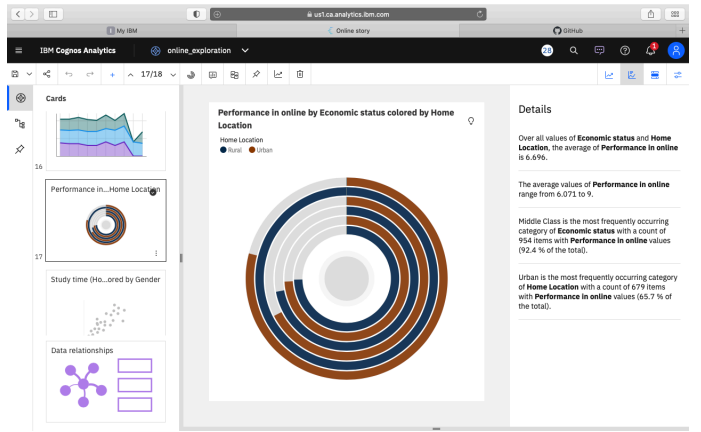 us1.ca.analytics.ibm.com
My IBM
Online story
GitHub
IBM Cognos Analytics
online_exploration
28
1
17/18
Cards
16
Performance in...Home Location
17
Study time (Ho...ored by Gender
Data relationships
Performance in online by Economic status colored by Home
Location
Home Location
Rural Urban
Details
Over all values of Economic status and Home
Location, the average of Performance in online
is 6.696.
The average values of Performance in online
range from 6.071 to 9.
Middle Class is the most frequently occurring
category of Economic status with a count of
954 items with Performance in online values
(92.4 % of the total).
Urban is the most frequently occurring category
of Home Location with a count of 679 items
with Performance in online values (65.7 % of
the total).